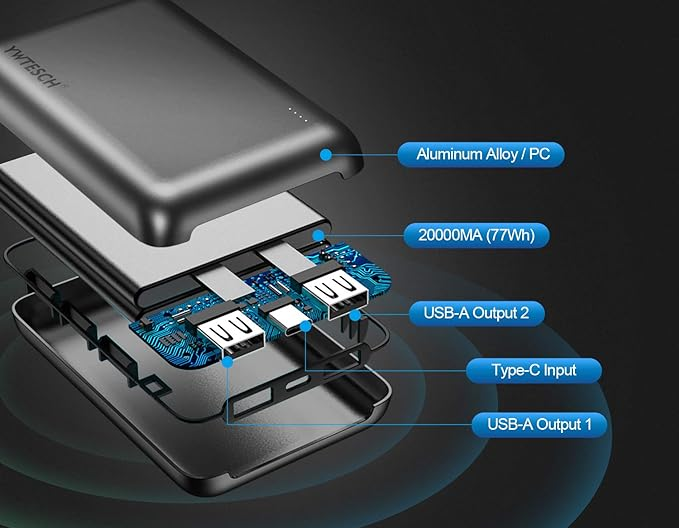 YWTESCH®
Aluminum Alloy / PC
20000MA (77Wh)
USB-A Output 2
Type-C Input
USB-A Output 1